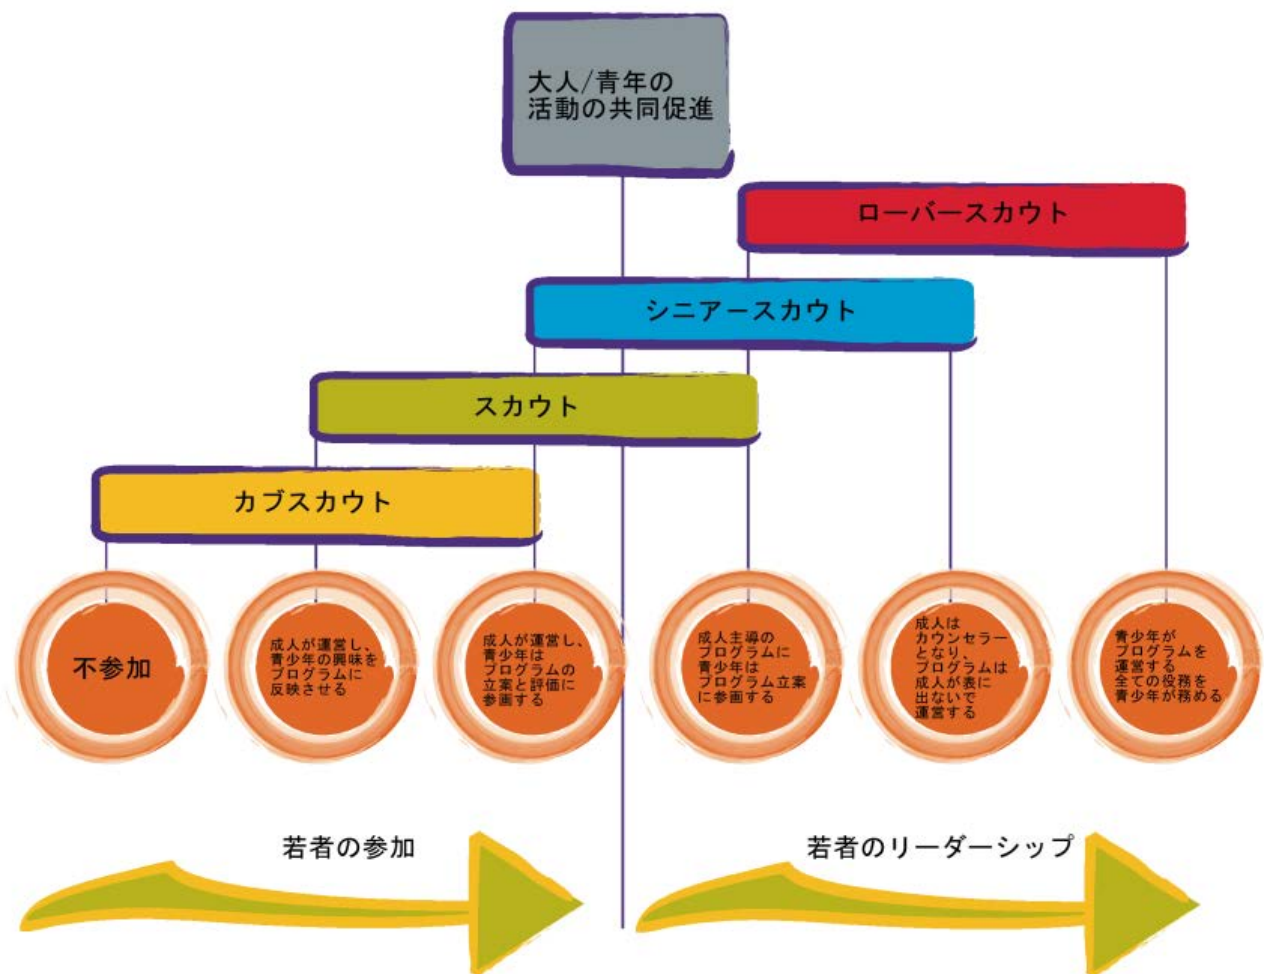 大人/青年の
活動の共同促進
ローバースカウト
シニアースカウト
スカウト
カブスカウト
不参加
成人が運営し、
青少年の興味を
プログラムに
反映させる
成人が運営し、
青少年は
プログラムの
立案と評価に
参画する
成人主導の
プログラムに
青少年は
プログラム立案
に参画する
成人は
カウンセラー
となり、
プログラムは
成人が表に
出ないで
運営する
青少年が
プログラムを
運営する
全ての役務を
青少年が務める
若者の参加
若者のリーダーシップ